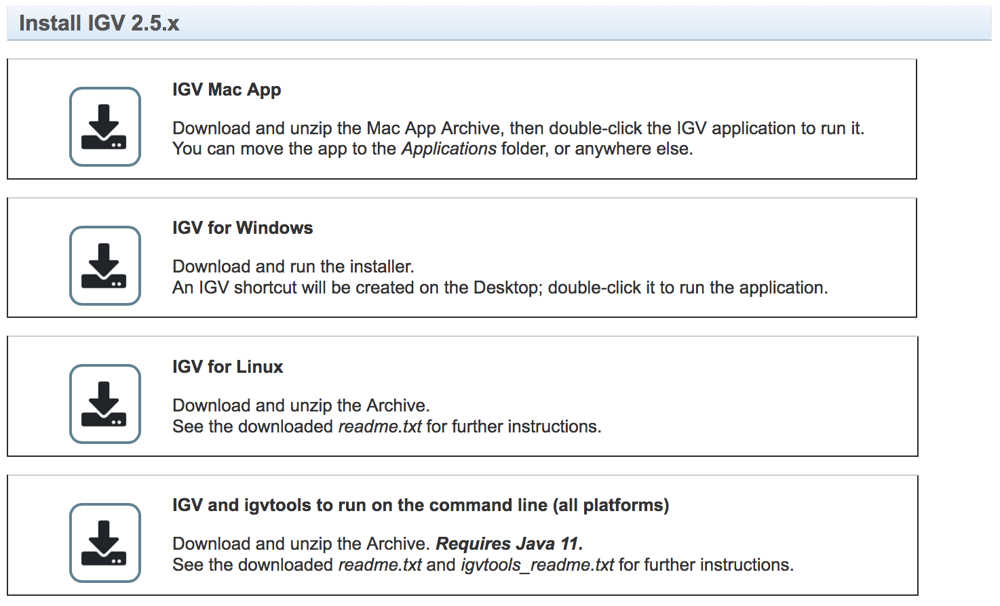 Install IGV 2.5.x
IGV Mac App
Download and unzip the Mac App Archive, then double-click the IGV application to run it.
You can move the app to the Applications folder, or anywhere else.
IGV for Windows
Download and run the installer.
An IGV shortcut will be created on the Desktop; double-click it to run the application.
IGV for Linux
Download and unzip the Archive.
See the downloaded readme.txt for further instructions.
IGV and igvtools to run on the command line (all platforms)
Download and unzip the Archive. Requires Java 11.
See the downloaded readme.txt and igvtools_readme.txt for further instructions.